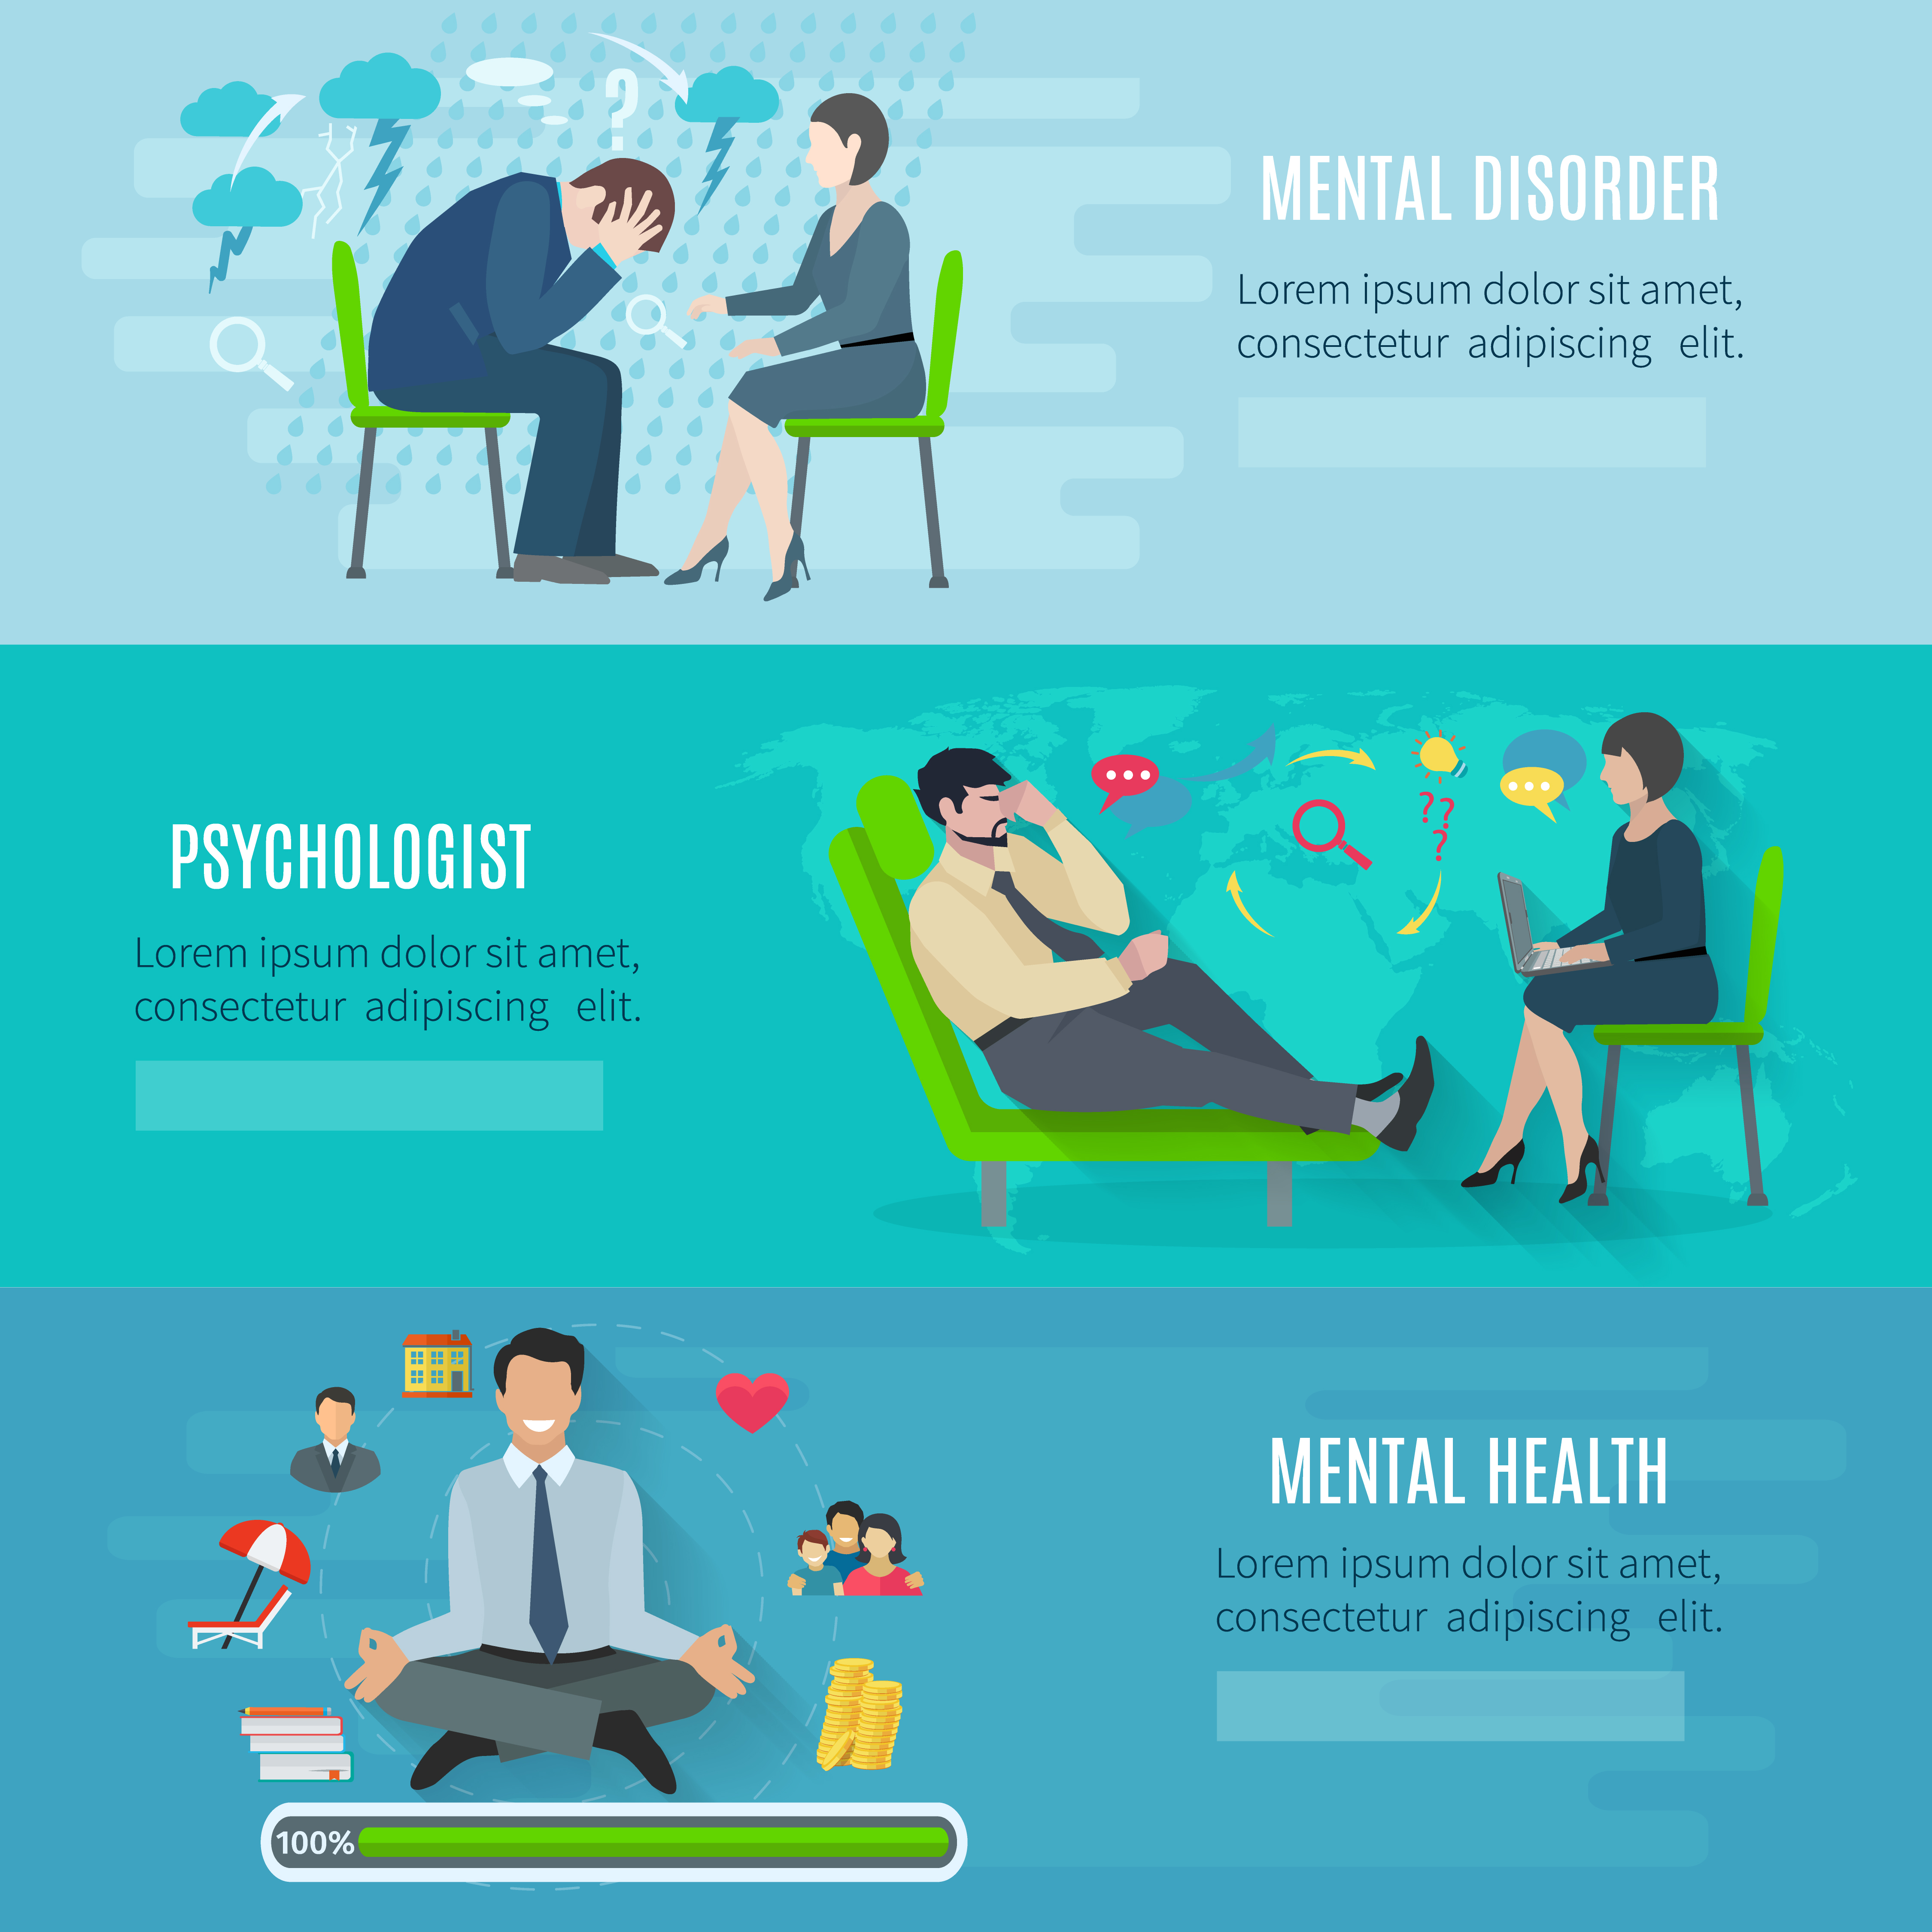 ?
MENTAL DISORDER
Lorem ipsum dolor sit amet,
consectetur adipiscing elit.
PSYCHOLOGIST
Lorem ipsum dolor sit amet,
consectetur adipiscing elit.
??
?
MENTAL HEALTH
Lorem ipsum dolor sit amet,
consectetur adipiscing elit.
100%